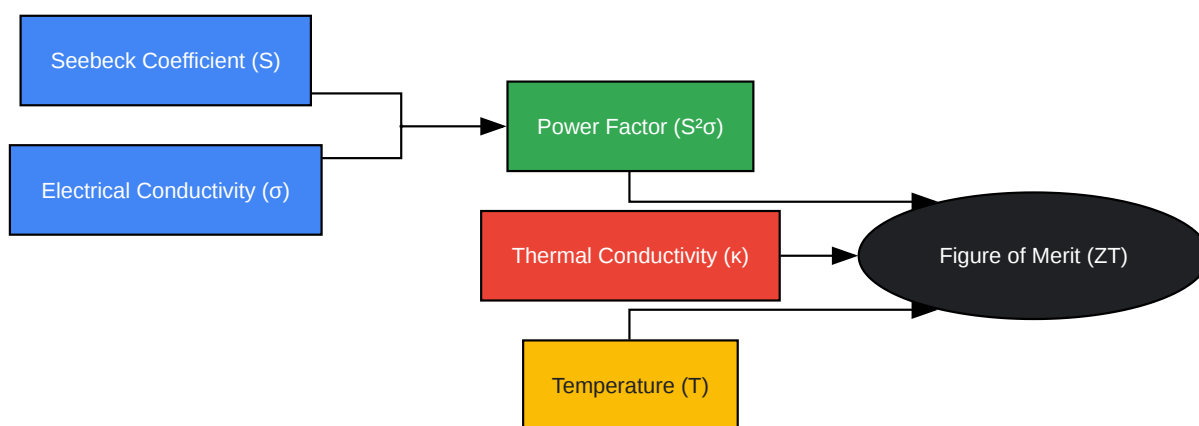 Seebeck Coefficient (S)
Electrical Conductivity (σ)
Power Factor (S²σ)
Thermal Conductivity (κ)
Temperature (T)
Figure of Merit (ZT)